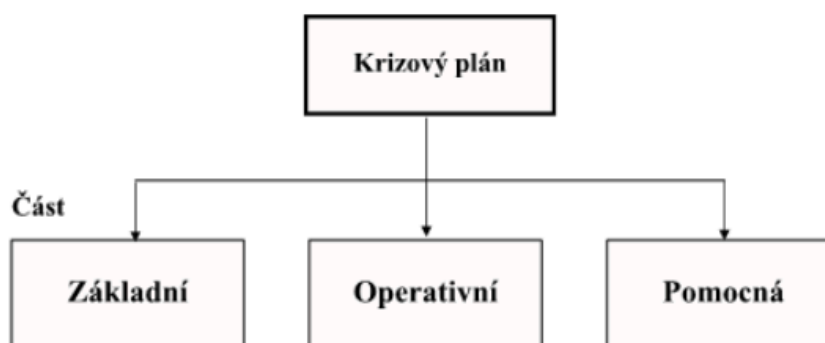 Krizový plán
Část
Základní
Operativní
Pomocná